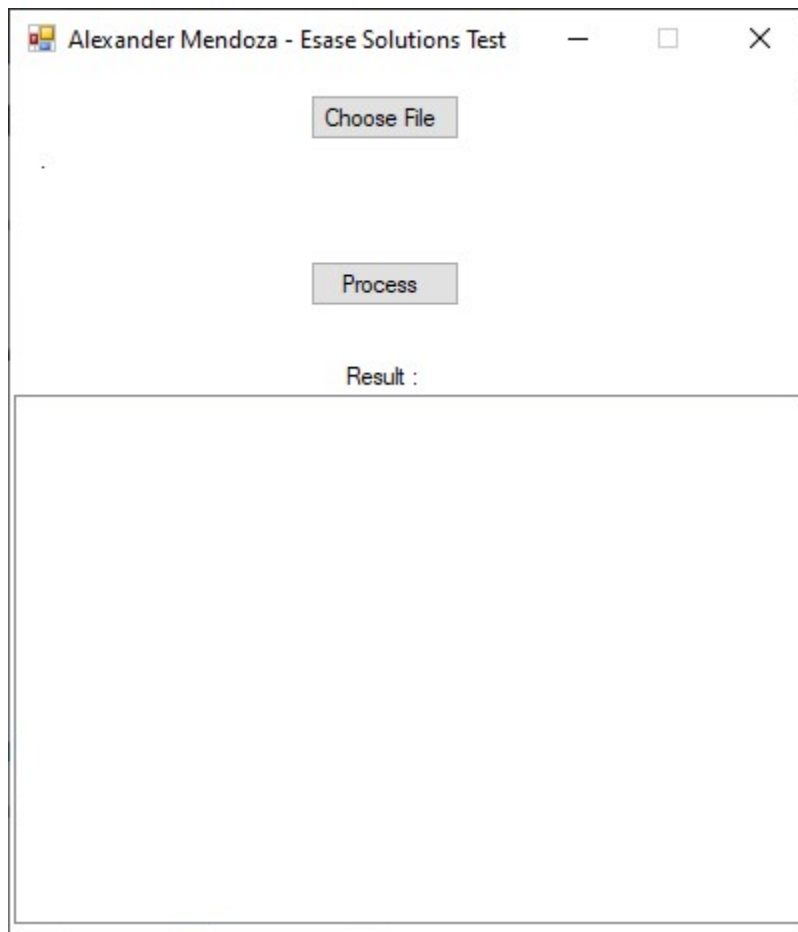 Alexander Mendoza - Esase Solutions Test
Choose File
.
Process
Result :